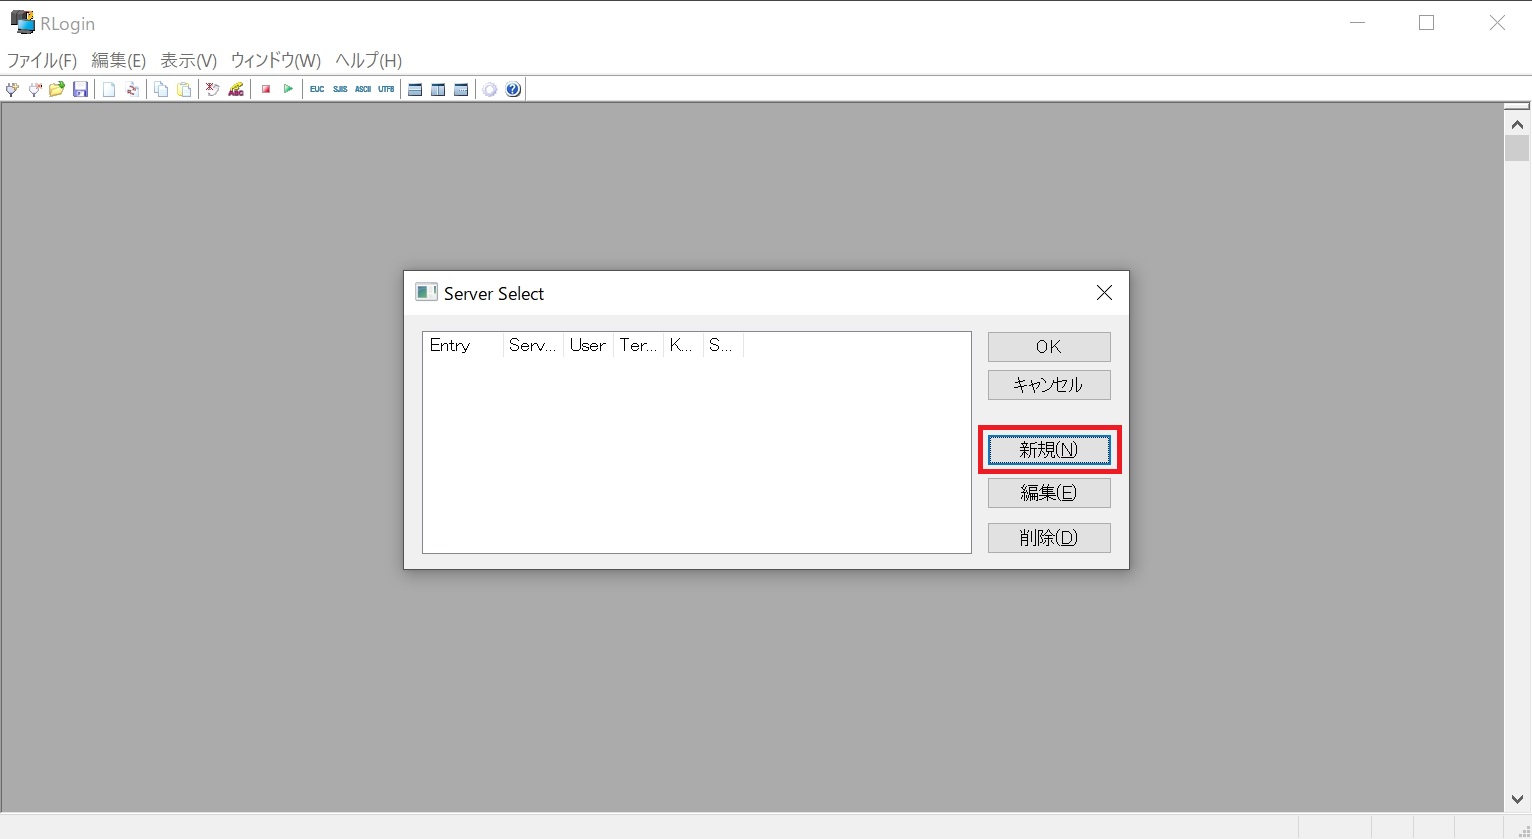 RLogin
ファイル(F) 編集(E) 表示(V) ウィンドウ(W) ヘルプ(H)
ABC EUC SJIS ASCII UTF8
Server Select
Entry Serv... User Ter... K... S...
OK
キャンセル
新規(N)
編集(E)
削除(D)